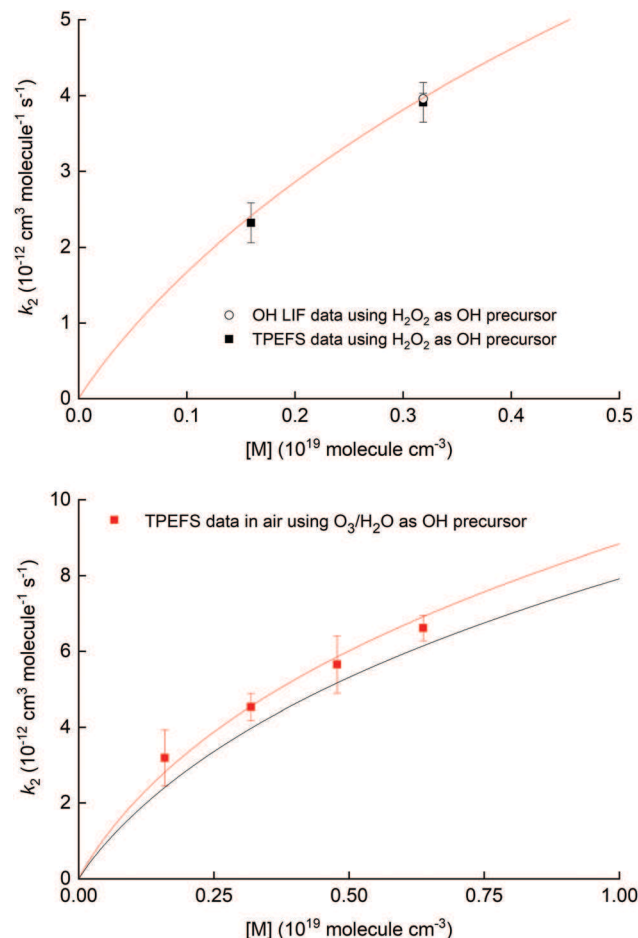 5
4
3
2
1
0
k₂ (10⁻¹² cm³ molecule⁻¹ s⁻¹)
OH LIF data using H₂O₂ as OH precursor
TPEFS data using H₂O₂ as OH precursor
0.0 0.1 0.2 0.3 0.4 0.5
[M] (10¹⁹ molecule cm⁻³)
10
8
6
4
2
0
k₂ (10⁻¹² cm³ molecule⁻¹ s⁻¹)
TPEFS data in air using O₃/H₂O as OH precursor
0.00 0.25 0.50 0.75 1.00
[M] (10¹⁹ molecule cm⁻³)